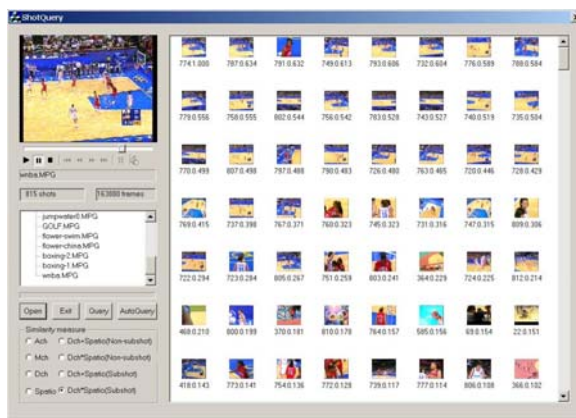 ShotQuery
774:1.000 787:0.634 791:0.632 749:0.613 793:0.606 732:0.604 776:0.589 788:0.584
779:0.556 758:0.555 802:0.544 756:0.542 783:0.528 743:0.527 740:0.519 735:0.504
wnba.MPG
770:0.499 807:0.498 797:0.488 790:0.483 726:0.480 763:0.465 720:0.446 728:0.429
815 shots 163888 frames
jumpwater8.MPG
GOLF.MPG
flower-swim.MPG
flower-china.MPG
boxing-2.MPG
boxing-1.MPG
wnba.MPG
769:0.415 737:0.398 767:0.371 760:0.323 745:0.323 731:0.316 747:0.315 809:0.306
722:0.294 723:0.284 805:0.267 751:0.259 803:0.241 364:0.229 724:0.225 812:0.214
Open Exit Query AutoQuery
468:0.210 800:0.199 370:0.181 810:0.178 764:0.157 585:0.156 69:0.154 22:0.151
Similarity measure
Ach Dch+Spatio(Non-subshot)
Mch Dch*Spatio(Non-subshot)
Dch Dch+Spatio(Subshot)
Spatio Dch*Spatio(Subshot)
418:0.143 773:0.141 754:0.136 772:0.128 739:0.117 777:0.114 806:0.108 366:0.102